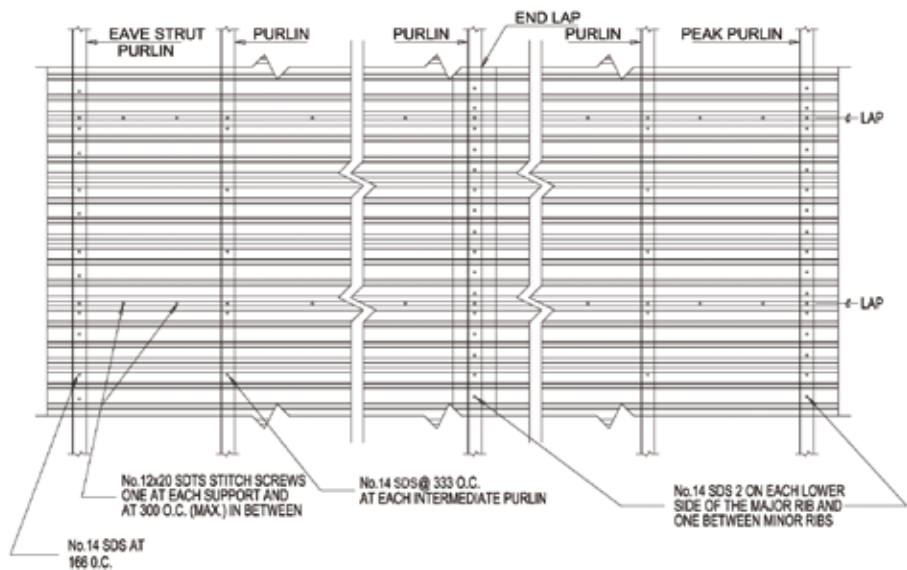 END LAP
EAVE STRUT
PURLIN
PURLIN
PURLIN
PURLIN
PEAK PURLIN
℄ LAP
℄ LAP
No.12x20 SDTS STITCH SCREWS
ONE AT EACH SUPPORT AND
AT 300 O.C. (MAX.) IN BETWEEN
No.14 SDS@ 333 O.C.
AT EACH INTERMEDIATE PURLIN
No.14 SDS 2 ON EACH LOWER
SIDE OF THE MAJOR RIB AND
ONE BETWEEN MINOR RIBS
No.14 SDS AT
166 O.C.